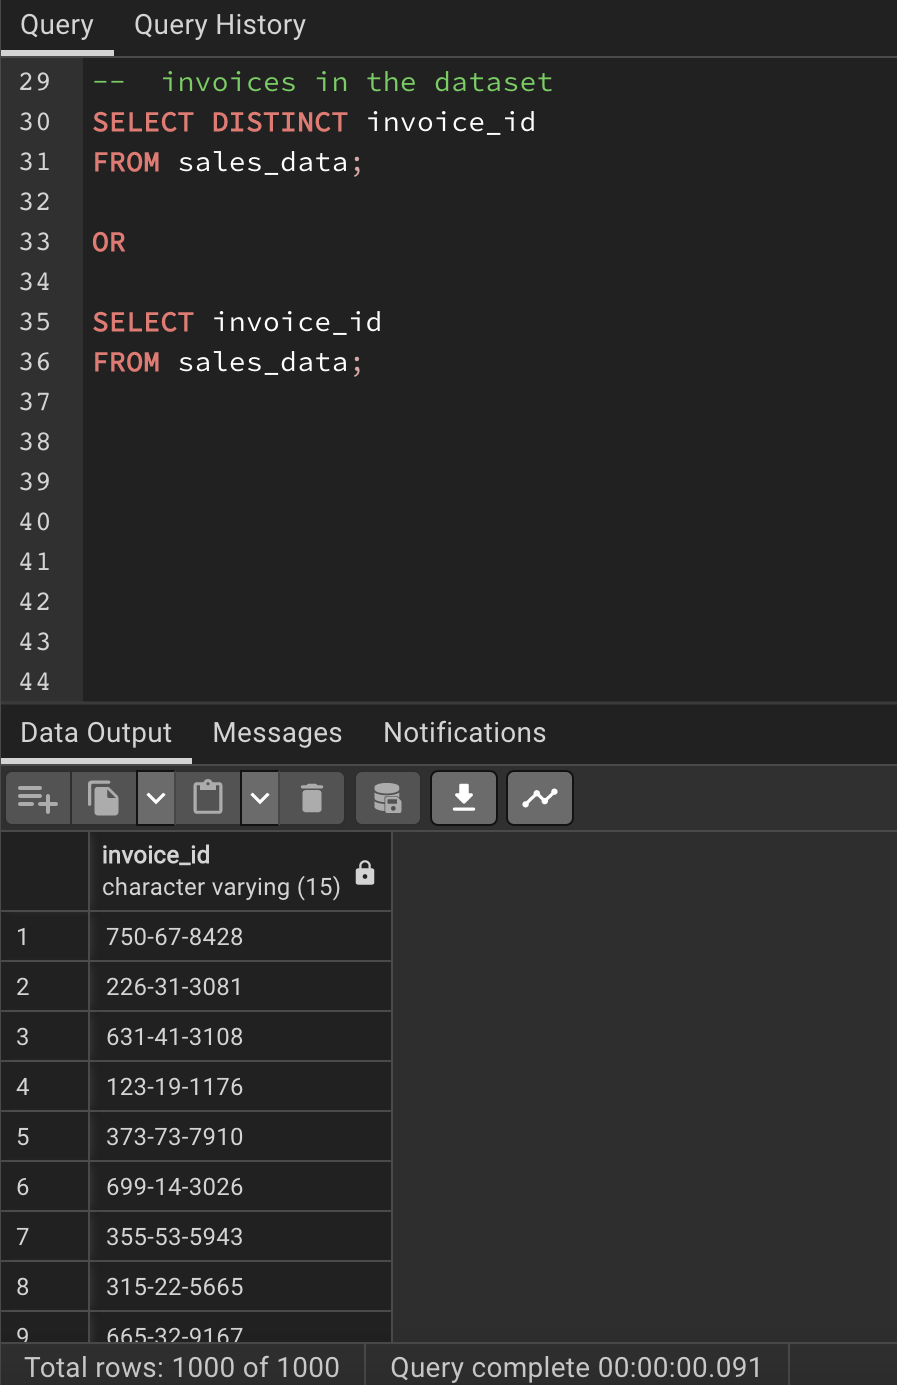 Query Query History
29 -- invoices in the dataset
30 SELECT DISTINCT invoice_id
31 FROM sales_data;
32
33 OR
34
35 SELECT invoice_id
36 FROM sales_data;
37
38
39
40
41
42
43
44
Data Output Messages Notifications
invoice_id
character varying (15)
1 750-67-8428
2 226-31-3081
3 631-41-3108
4 123-19-1176
5 373-73-7910
6 699-14-3026
7 355-53-5943
8 315-22-5665
9 665-32-9167
Total rows: 1000 of 1000 Query complete 00:00:00.091